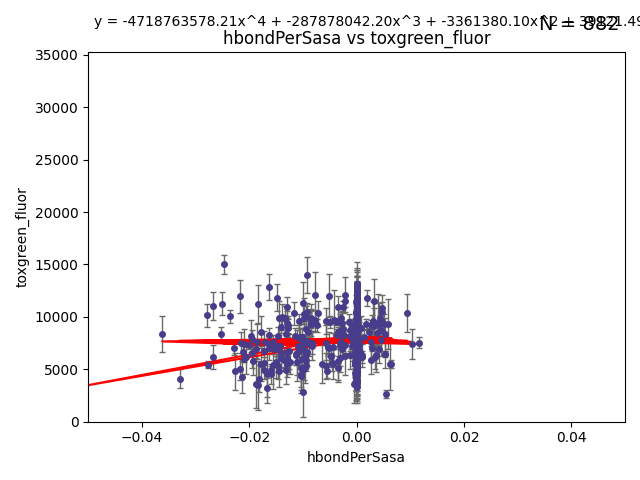 y = -4718763578.21x^4 + -287878042.20x^3 + -3361380.10x^2 +
N = 882
hbondPerSasa vs toxgreen_fluor
35000
30000
25000
20000
15000
10000
5000
0
toxgreen_fluor
−0.04
−0.02
0.00
0.02
0.04
hbondPerSasa